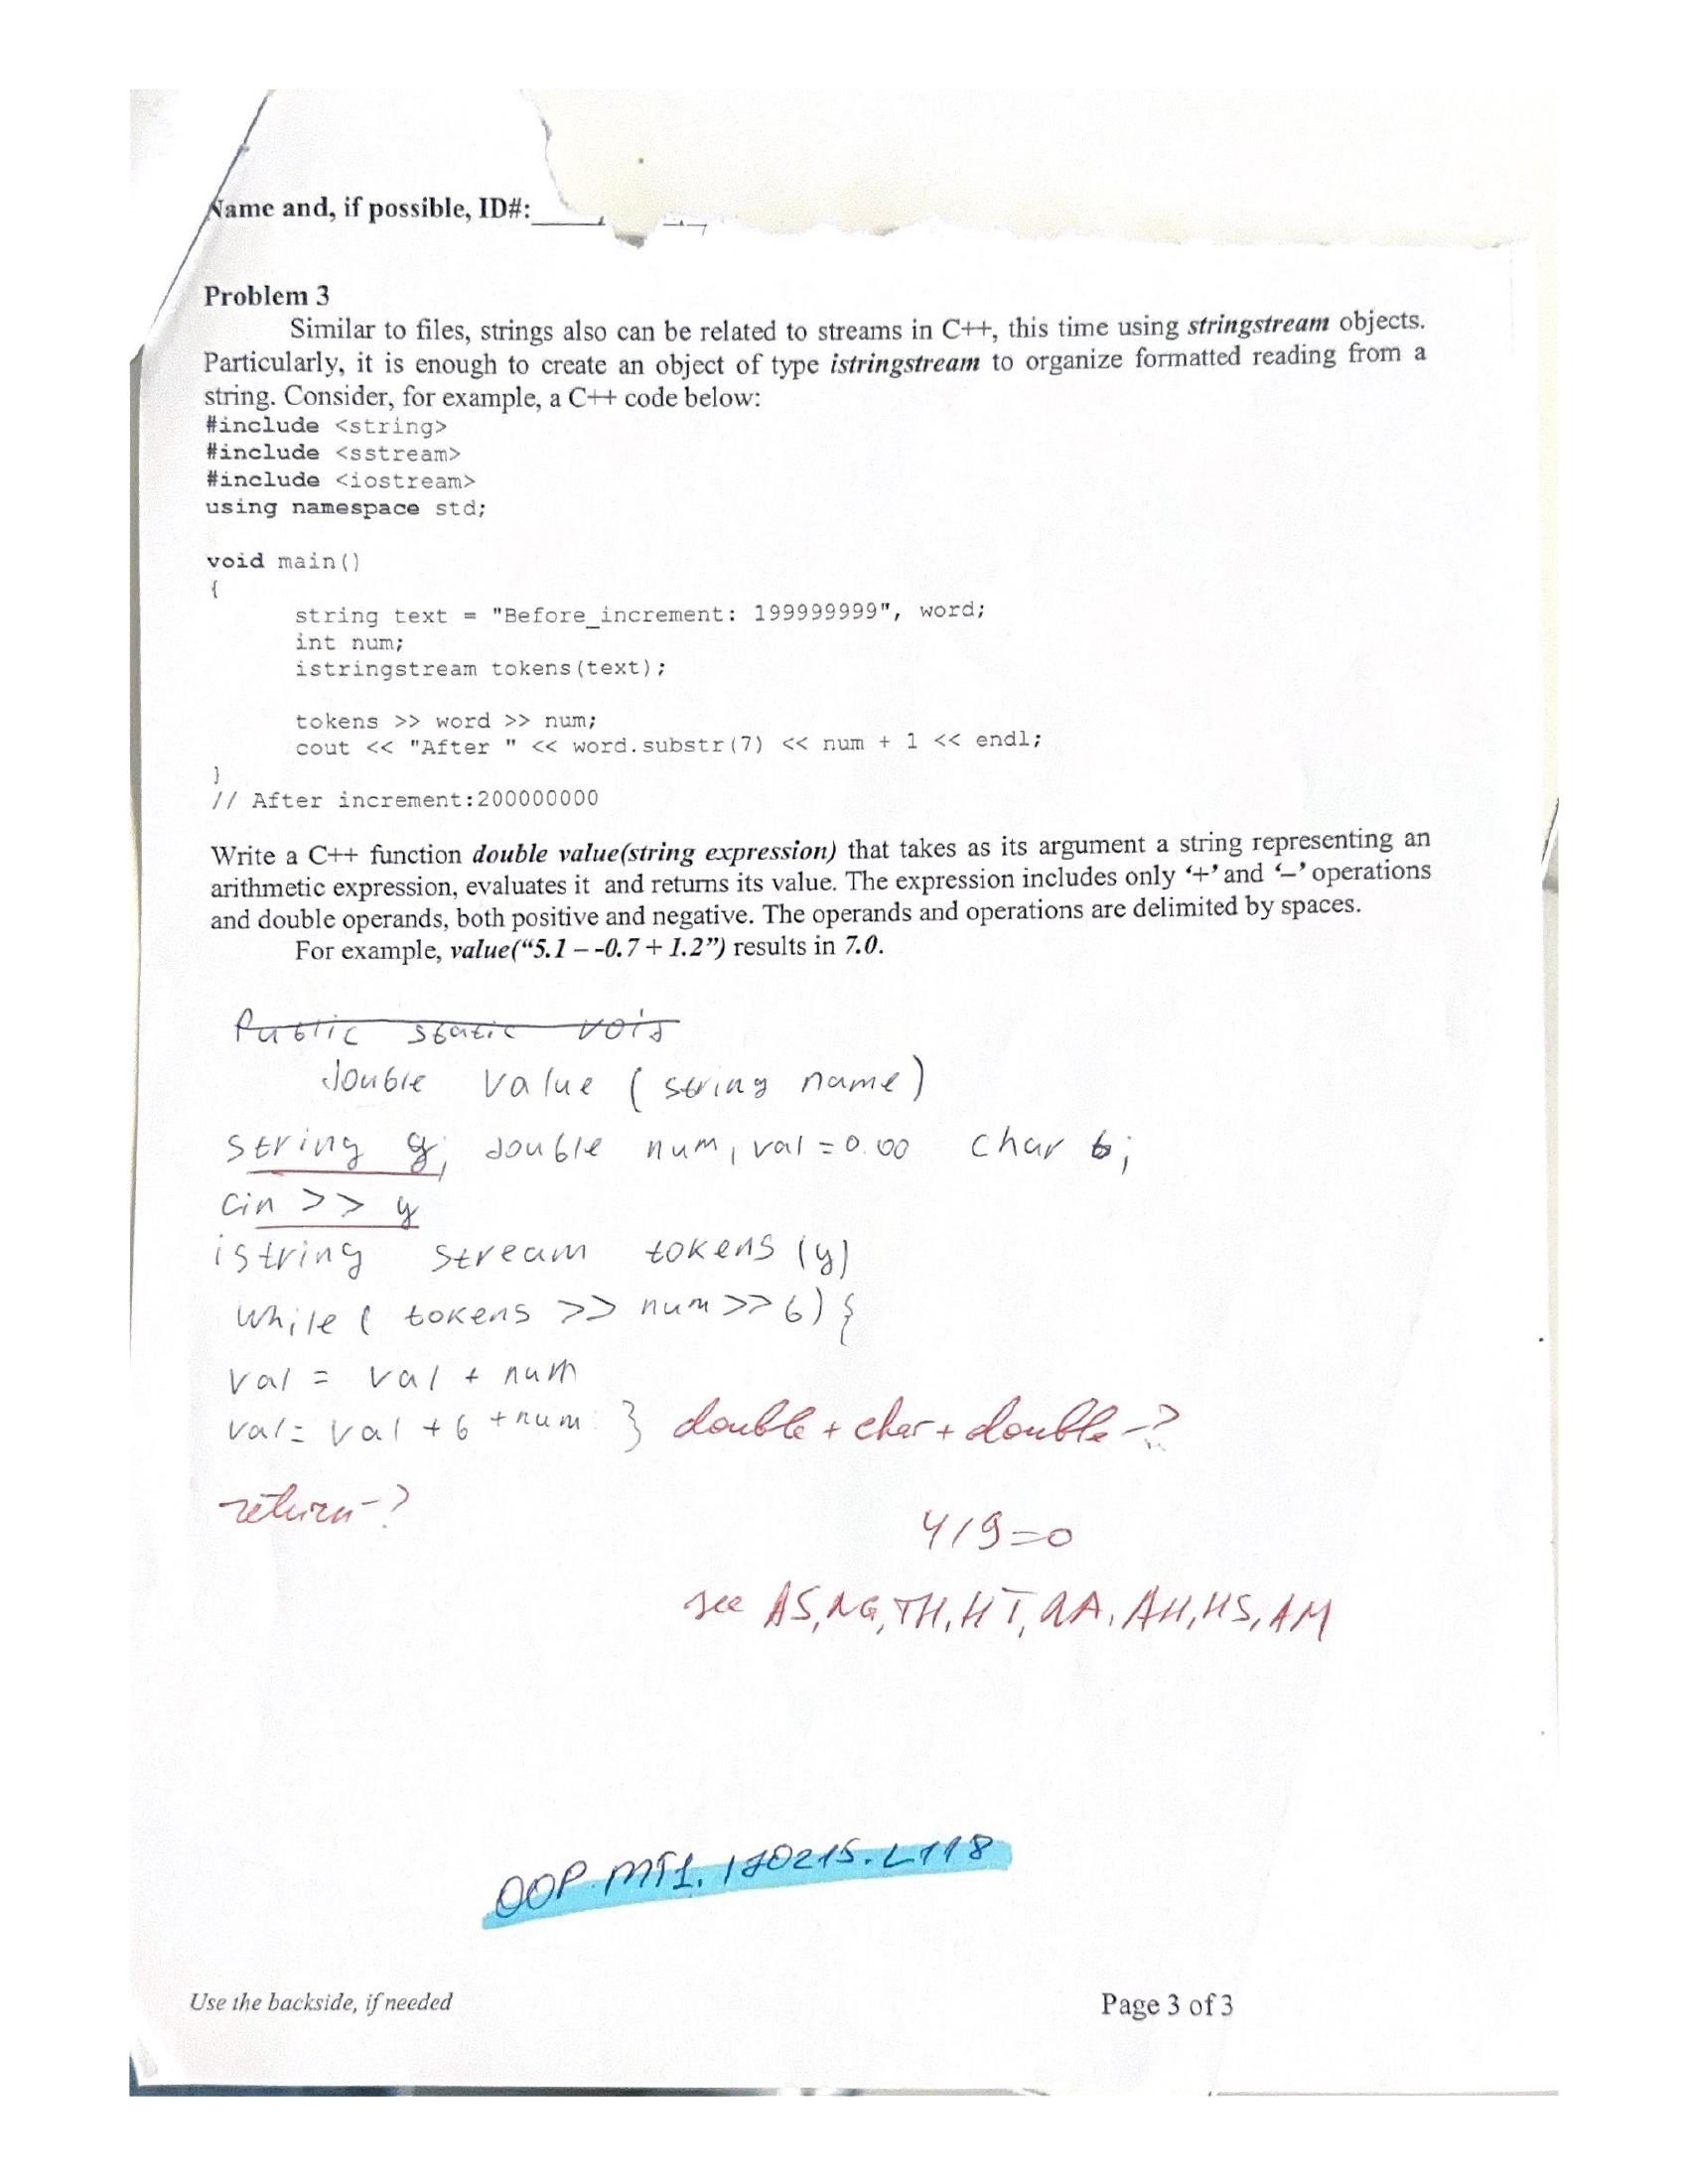 Name and, if possible, ID#:
Problem 3
Similar to files, strings also can be related to streams in C++, this time using stringstream objects.
Particularly, it is enough to create an object of type istringstream to organize formatted reading from a
string. Consider, for example, a C++ code below:
#include <string>
#include <sstream>
#include <iostream>
using namespace std;
void main()
{
string text = "Before_increment: 199999999", word;
int num;
istringstream tokens(text);
tokens >> word >> num;
cout << "After " << word.substr(7) << num + 1 << endl;
}
// After increment:200000000
Write a C++ function double value(string expression) that takes as its argument a string representing an
arithmetic expression, evaluates it and returns its value. The expression includes only ‘+’ and ‘–’ operations
and double operands, both positive and negative. The operands and operations are delimited by spaces.
For example, value(“5.1 – -0.7 + 1.2”) results in 7.0.
Public static void
double value ( string name)
string y; double num, val = 0.00 char b;
cin >> y
istring stream tokens (y)
While ( tokens >> num >> b) {
val = val + num
val = val + b + num }
double + char + double - ?
return - ?
4/9=0
see AS, NG, TH, HT, AA, AH, HS, AM
OOP.MT1.170215.L118
Use the backside, if needed
Page 3 of 3